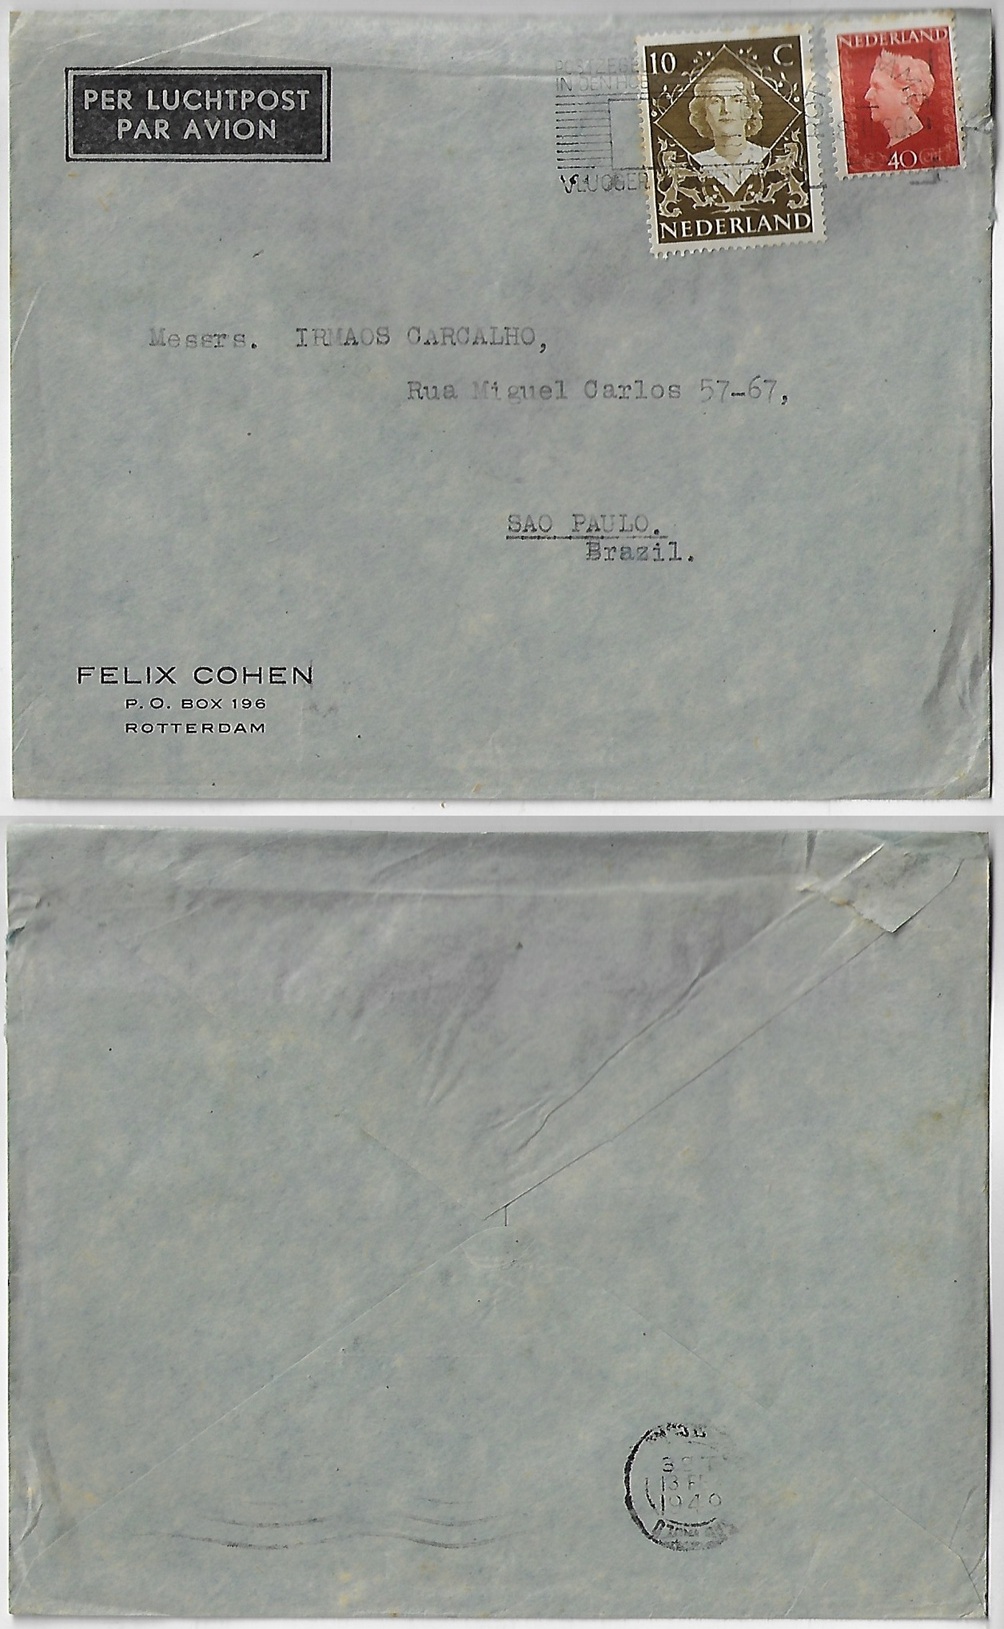 PER LUCHTPOST
PAR AVION
10 C
NEDERLAND
NEDERLAND
40
VLUGGER
Messrs. IRMAOS CARCALHO,
Rua Miguel Carlos 57-67,
SAO PAULO.
Brazil.
FELIX COHEN
P.O. BOX 196
ROTTERDAM